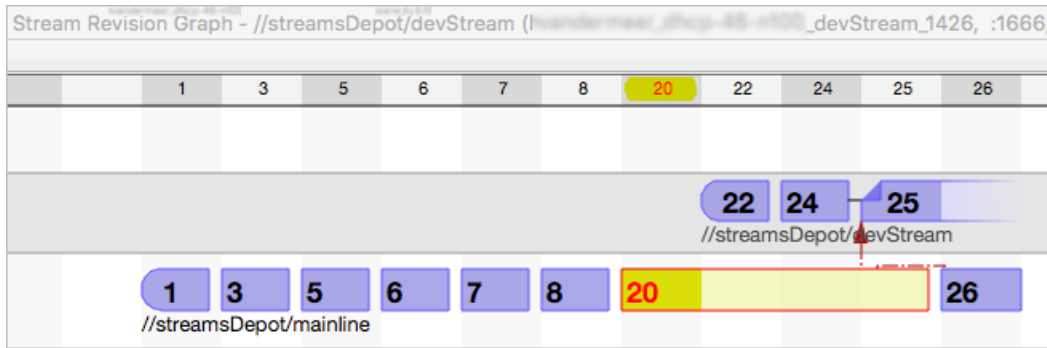 Stream Revision Graph - //streamsDepot/devStream ( _devStream_1426, :1666,
1 3 5 6 7 8 20 22 24 25 26
22 24 25
//streamsDepot/devStream
1 3 5 6 7 8 20 26
//streamsDepot/mainline